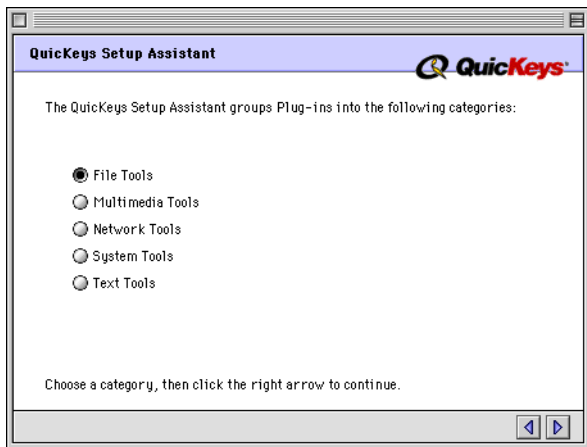 QuicKeys Setup Assistant
QuicKeys
The QuicKeys Setup Assistant groups Plug-ins into the following categories:
File Tools
Multimedia Tools
Network Tools
System Tools
Text Tools
Choose a category, then click the right arrow to continue.